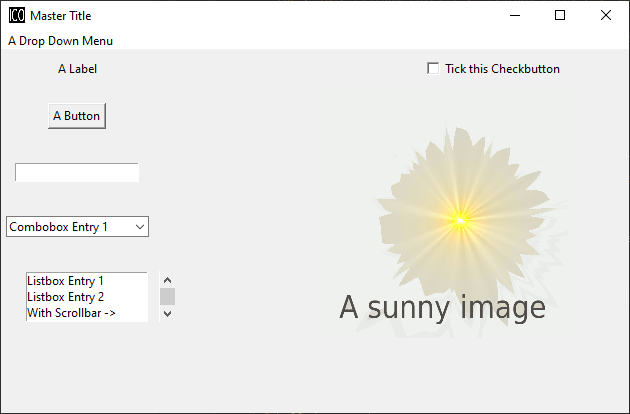 ICO Master Title
A Drop Down Menu
A Label
Tick this Checkbutton
A Button
Combobox Entry 1
Listbox Entry 1
Listbox Entry 2
With Scrollbar ->
A sunny image